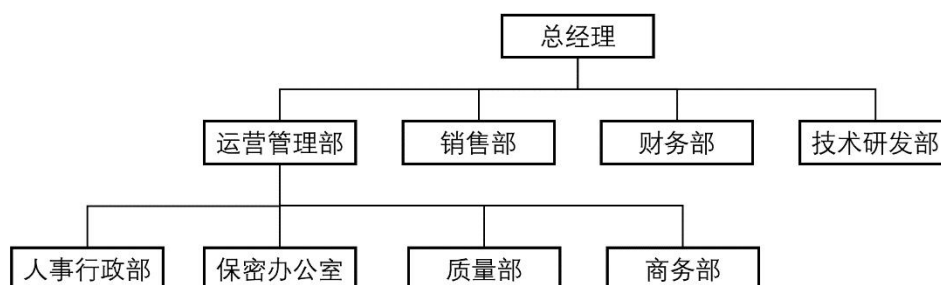 总经理
运营管理部
销售部
财务部
技术研发部
人事行政部
保密办公室
质量部
商务部